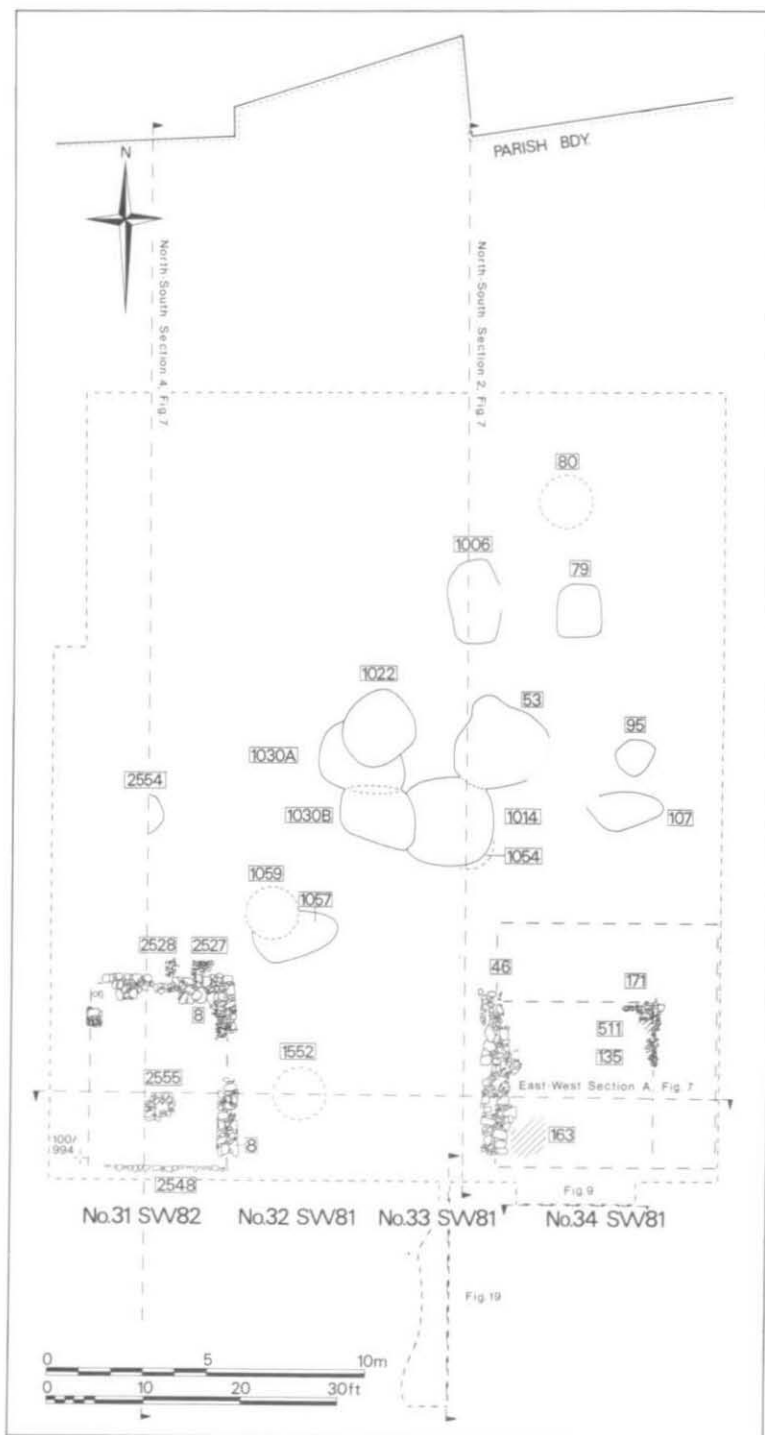 N
PARISH BDY.
North-South Section 4, Fig.7
North-South Section 2, Fig.7
80
1006
79
1022
53
1030A
95
2554
1030B
1014
107
1054
1059
1057
2528
2527
46
171
8
511
135
2555
1552
East-West Section A, Fig. 7
163
8
100/
994
2548
Fig.9
No.31 SW82
No.32 SW81
No.33 SW81
No.34 SW81
Fig.19
0
5
10m
0
10
20
30ft